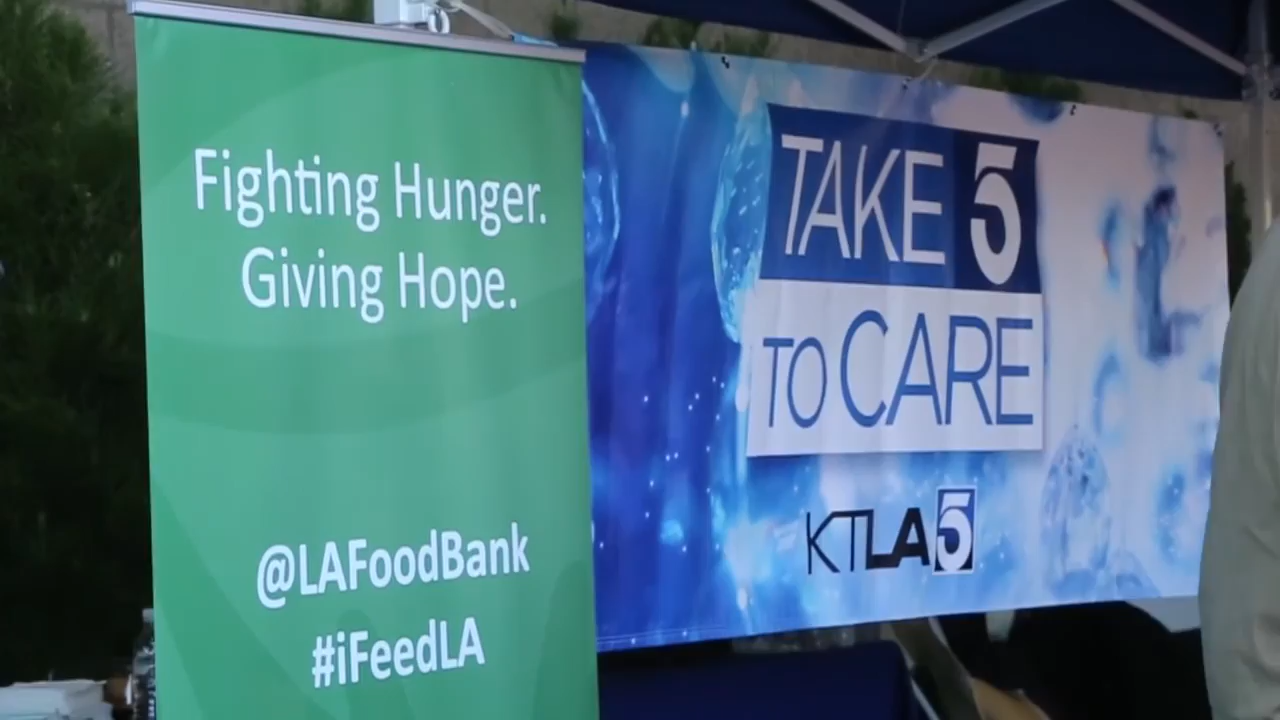 Fighting Hunger.
Giving Hope.
@LAFoodBank
#iFeedLA
TAKE 5
TO CARE
KTLA 5